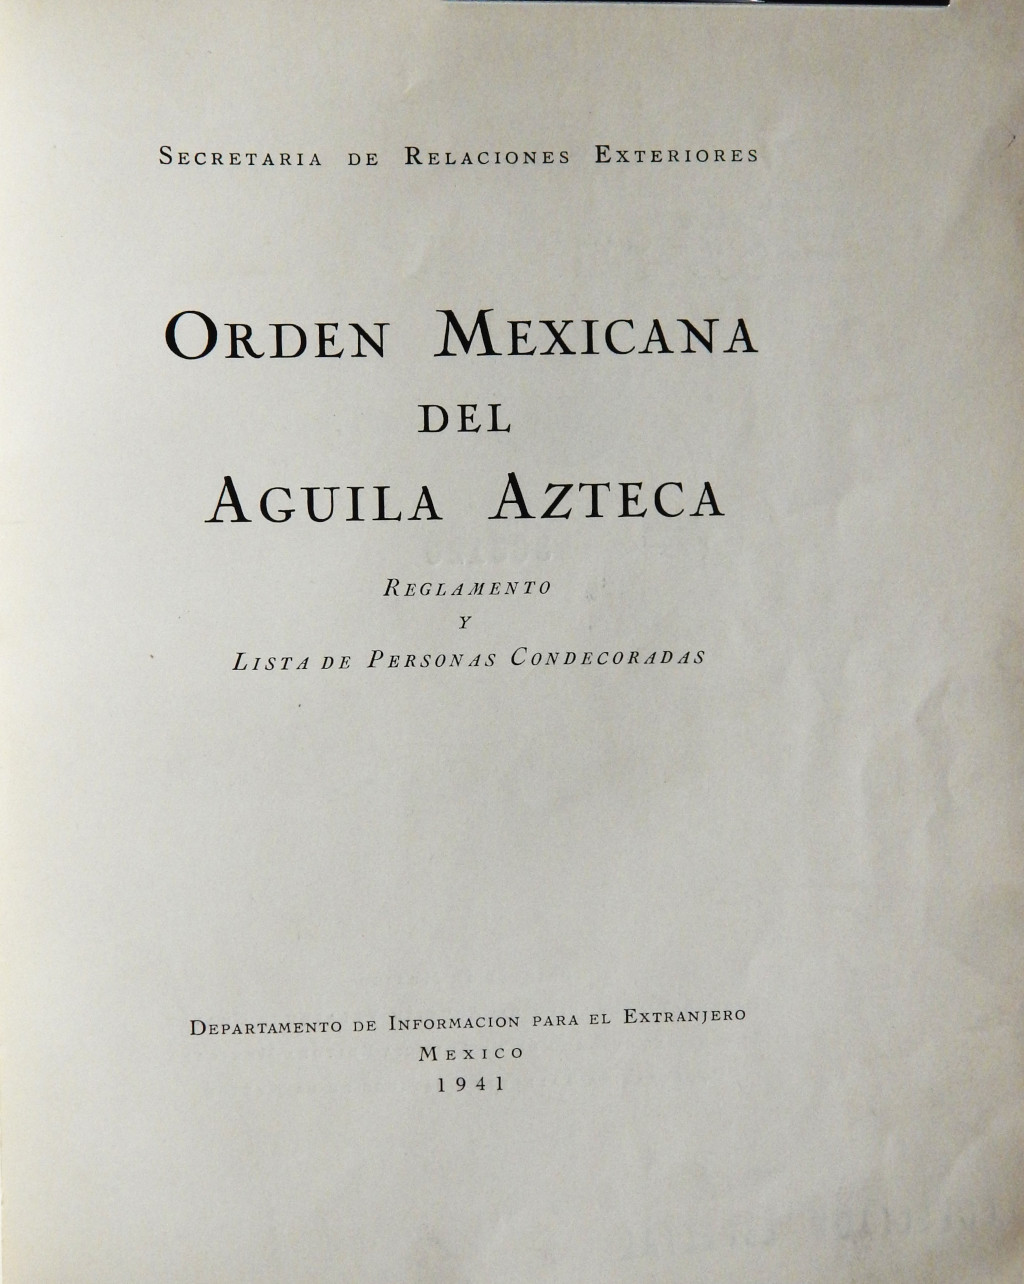 SECRETARIA DE RELACIONES EXTERIORES
ORDEN MEXICANA
DEL
AGUILA AZTECA
REGLAMENTO
Y
LISTA DE PERSONAS CONDECORADAS
DEPARTAMENTO DE INFORMACION PARA EL EXTRANJERO
MEXICO
1941